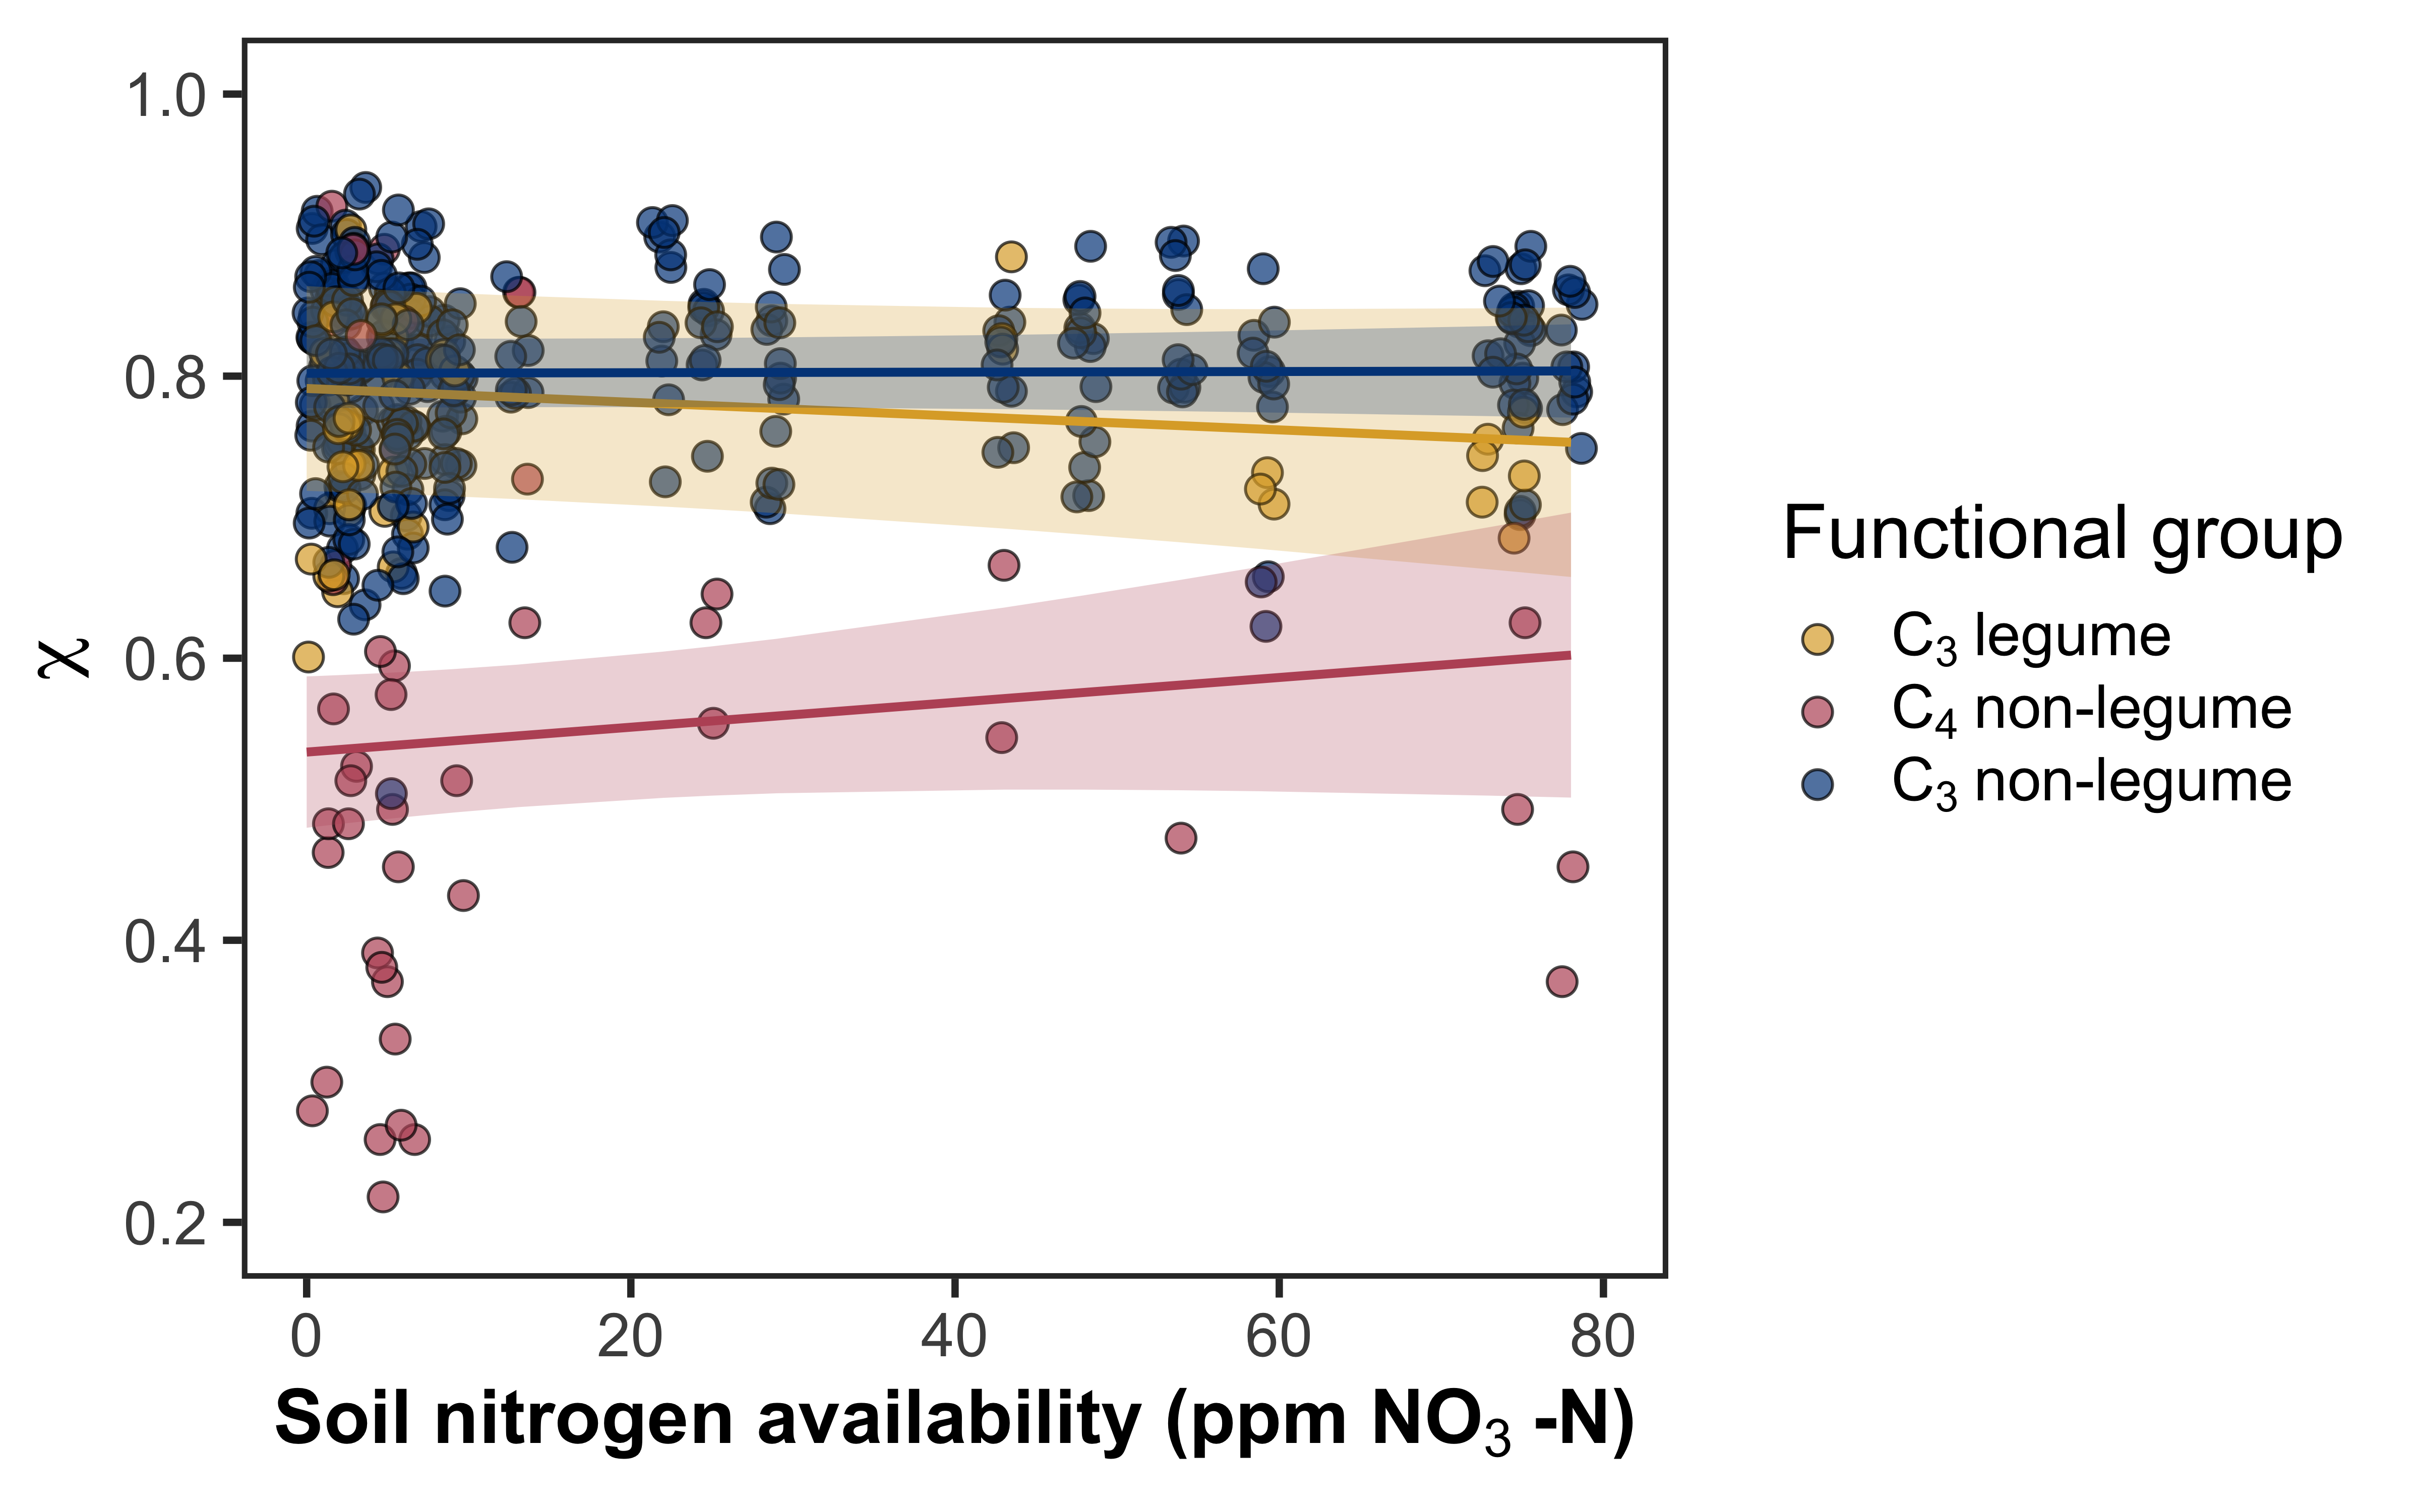 1.0
0.8
0.6
0.4
0.2
χ
0 20 40 60 80
Soil nitrogen availability (ppm NO₃ -N)
Functional group
C₃ legume
C₄ non-legume
C₃ non-legume